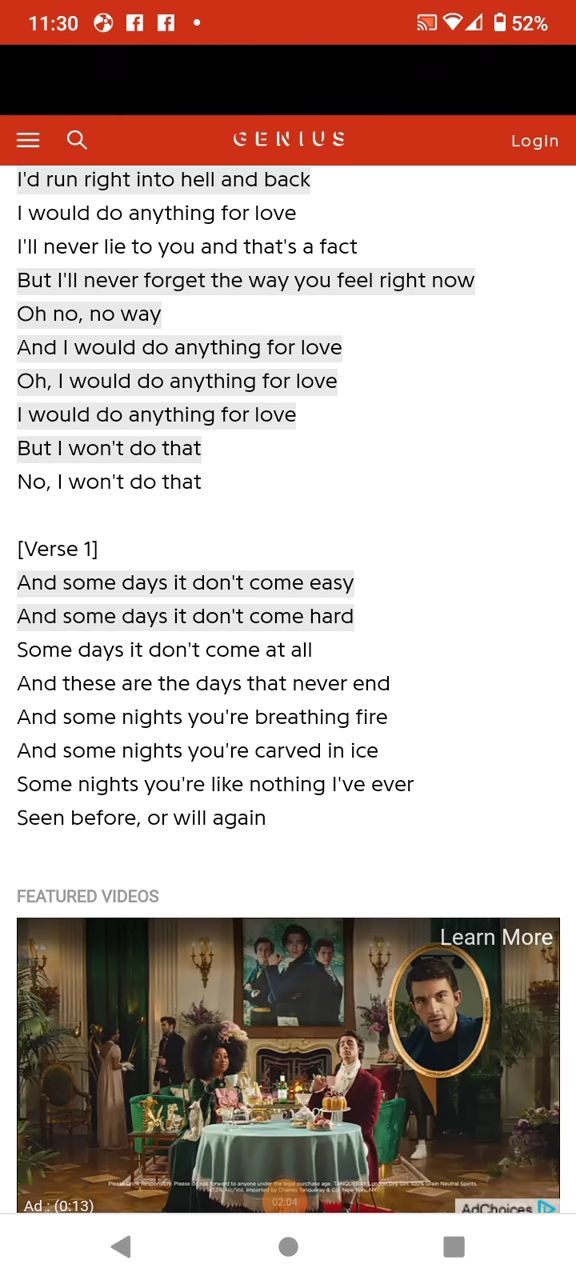 11:30
52%
GENIUS
Login
I'd run right into hell and back
I would do anything for love
I'll never lie to you and that's a fact
But I'll never forget the way you feel right now
Oh no, no way
And I would do anything for love
Oh, I would do anything for love
I would do anything for love
But I won't do that
No, I won't do that
[Verse 1]
And some days it don't come easy
And some days it don't come hard
Some days it don't come at all
And these are the days that never end
And some nights you're breathing fire
And some nights you're carved in ice
Some nights you're like nothing I've ever
Seen before, or will again
FEATURED VIDEOS
Learn More
02:04
Ad : (0:13)
AdChoices